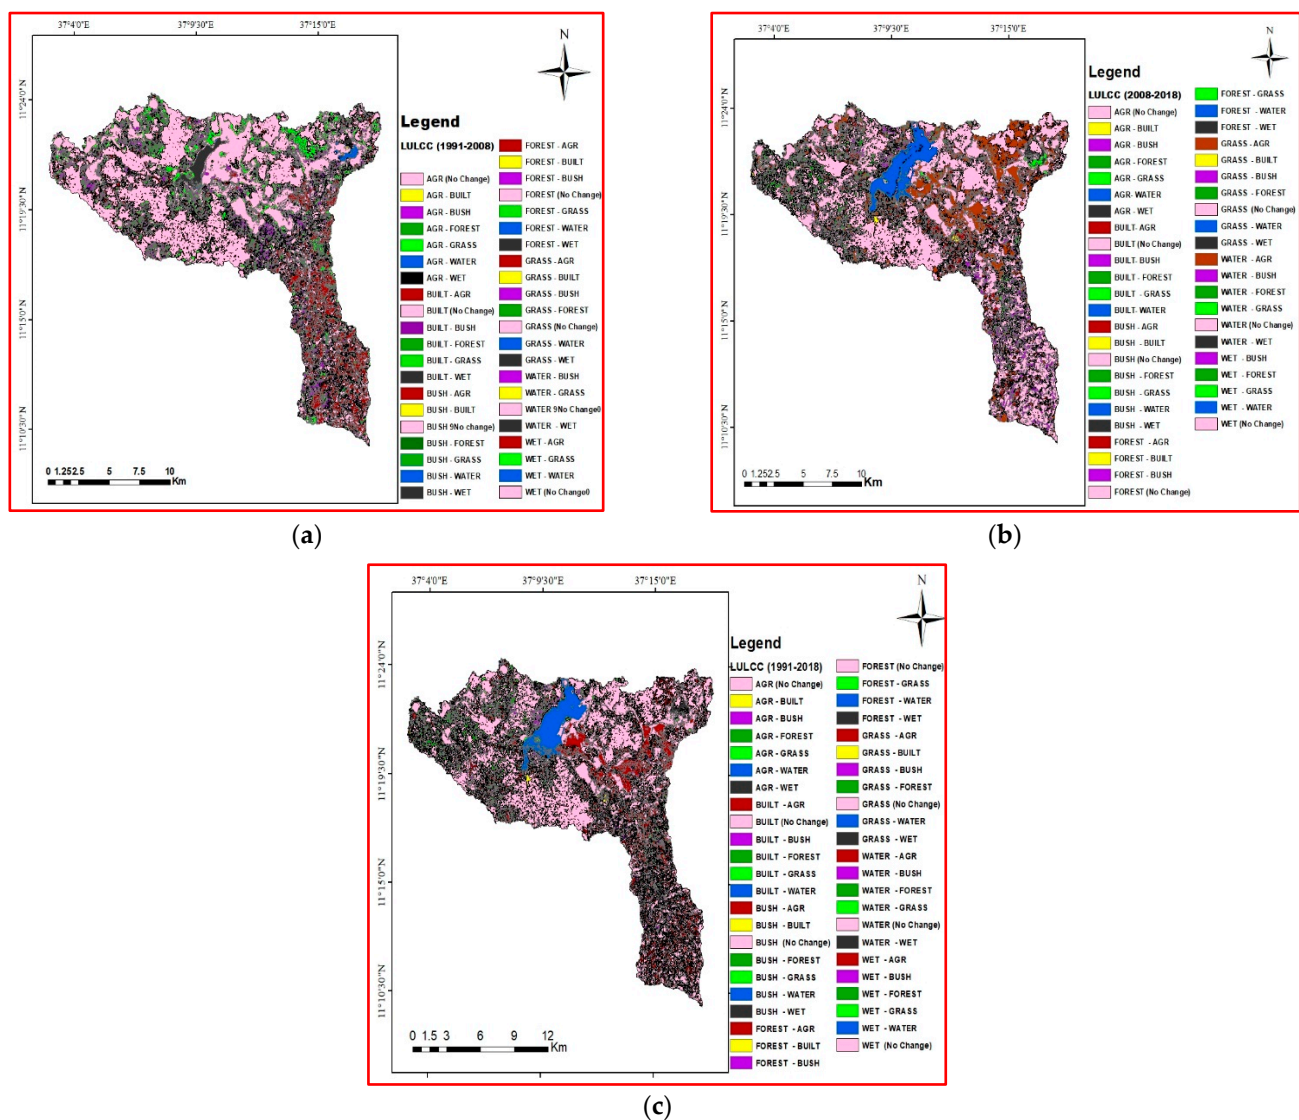 37°4'0"E 37°9'30"E 37°15'0"E
N
11°24'0"N
11°19'30"N
11°15'0"N
11°10'30"N
Legend
LULCC (1991-2008)
AGR (No Change)
AGR - BUILT
AGR - BUSH
AGR - FOREST
AGR - GRASS
AGR - WATER
AGR - WET
BUILT - AGR
BUILT (No Change)
BUILT - BUSH
BUILT - FOREST
BUILT - GRASS
BUILT - WET
BUSH - AGR
BUSH - BUILT
BUSH 9No change)
BUSH - FOREST
BUSH - GRASS
BUSH - WATER
BUSH - WET
FOREST - AGR
FOREST - BUILT
FOREST - BUSH
FOREST (No Change)
FOREST - GRASS
FOREST - WATER
FOREST - WET
GRASS - AGR
GRASS - BUILT
GRASS - BUSH
GRASS - FOREST
GRASS (No Change)
GRASS - WATER
GRASS - WET
WATER - BUSH
WATER - GRASS
WATER 9No Change0
WATER - WET
WET - AGR
WET - GRASS
WET - WATER
WET (No Change0
0 1.252.5 5 7.5 10
Km
(a)
37°4'0"E 37°9'30"E 37°15'0"E
N
11°24'0"N
11°19'30"N
11°15'0"N
11°10'30"N
Legend
LULCC (2008-2018)
AGR (No Change)
AGR - BUILT
AGR - BUSH
AGR - FOREST
AGR - GRASS
AGR - WATER
AGR - WET
BUILT- AGR
BUILT (No Change)
BUILT- BUSH
BUILT - FOREST
BUILT - GRASS
BUILT- WATER
BUSH - AGR
BUSH - BUILT
BUSH (No Change)
BUSH - FOREST
BUSH - GRASS
BUSH - WATER
BUSH - WET
FOREST - AGR
FOREST - BUILT
FOREST - BUSH
FOREST (No Change)
FOREST - GRASS
FOREST - WATER
FOREST - WET
GRASS - AGR
GRASS - BUILT
GRASS - BUSH
GRASS - FOREST
GRASS (No Change)
GRASS - WATER
GRASS - WET
WATER - AGR
WATER - BUSH
WATER - FOREST
WATER - GRASS
WATER (No Change)
WATER - WET
WET - BUSH
WET - FOREST
WET - GRASS
WET - WATER
WET (No Change)
0 1.252.5 5 7.5 10
Km
(b)
37°4'0"E 37°9'30"E 37°15'0"E
N
11°24'0"N
11°19'30"N
11°15'0"N
11°10'30"N
Legend
LULCC (1991-2018)
AGR (No Change)
AGR - BUILT
AGR - BUSH
AGR - FOREST
AGR - GRASS
AGR - WATER
AGR - WET
BUILT - AGR
BUILT (No Change)
BUILT - BUSH
BUILT - FOREST
BUILT - GRASS
BUILT - WATER
BUSH - AGR
BUSH - BUILT
BUSH (No Change)
BUSH - FOREST
BUSH - GRASS
BUSH - WATER
BUSH - WET
FOREST - AGR
FOREST - BUILT
FOREST - BUSH
FOREST (No Change)
FOREST - GRASS
FOREST - WATER
FOREST - WET
GRASS - AGR
GRASS - BUILT
GRASS - BUSH
GRASS - FOREST
GRASS (No Change)
GRASS - WATER
GRASS - WET
WATER - AGR
WATER - BUSH
WATER - FOREST
WATER - GRASS
WATER (No Change)
WATER - WET
WET - AGR
WET - BUSH
WET - FOREST
WET - GRASS
WET - WATER
WET (No Change)
0 1.5 3 6 9 12
Km
(c)